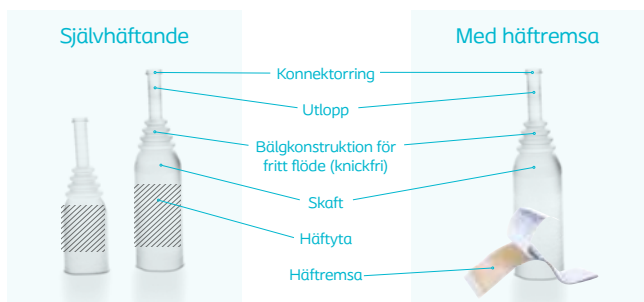 Självhäftande
Med häftremsa
Konnektorring
Utlopp
Bälgkonstruktion för
fritt flöde (knickfri)
Skaft
Häftyta
Häftremsa